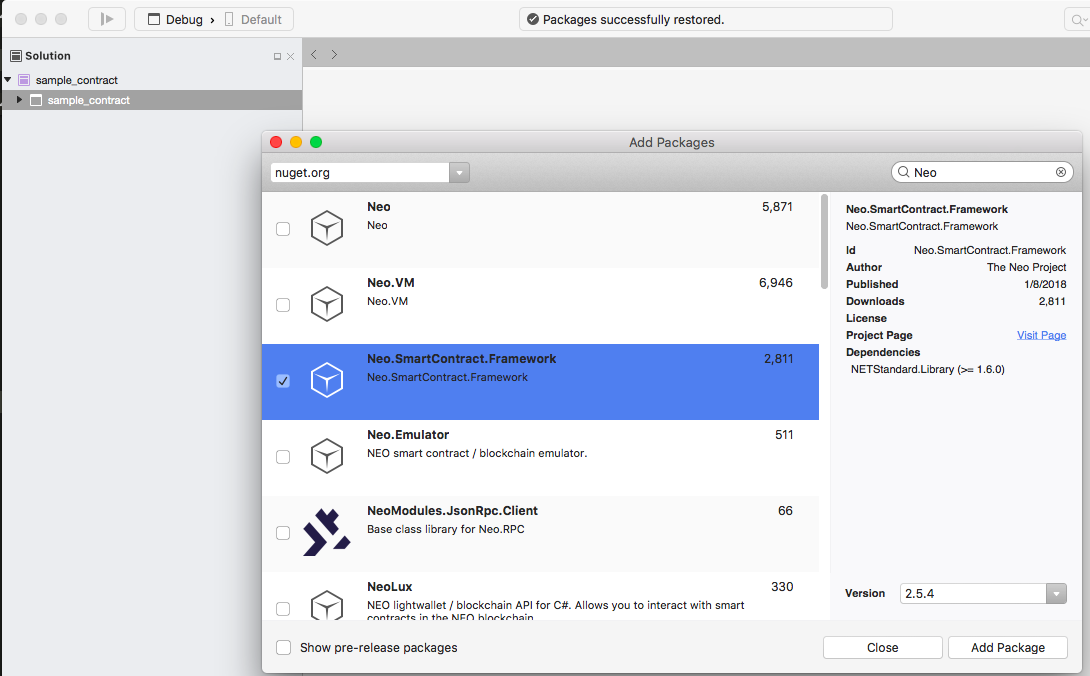 Debug › Default
Packages successfully restored.
Solution
sample_contract
sample_contract
Add Packages
nuget.org
Neo
Neo
5,871
Neo
Neo.VM
6,946
Neo.VM
Neo.SmartContract.Framework
2,811
Neo.SmartContract.Framework
Neo.Emulator
511
NEO smart contract / blockchain emulator.
NeoModules.JsonRpc.Client
66
Base class library for Neo.RPC
NeoLux
330
NEO lightwallet / blockchain API for C#. Allows you to interact with smart
contracts in the NEO blockchain.
Neo.SmartContract.Framework
Neo.SmartContract.Framework
Id Neo.SmartContract.Framework
Author The Neo Project
Published 1/8/2018
Downloads 2,811
License
Project Page Visit Page
Dependencies
NETStandard.Library (>= 1.6.0)
Version 2.5.4
Show pre-release packages
Close
Add Package